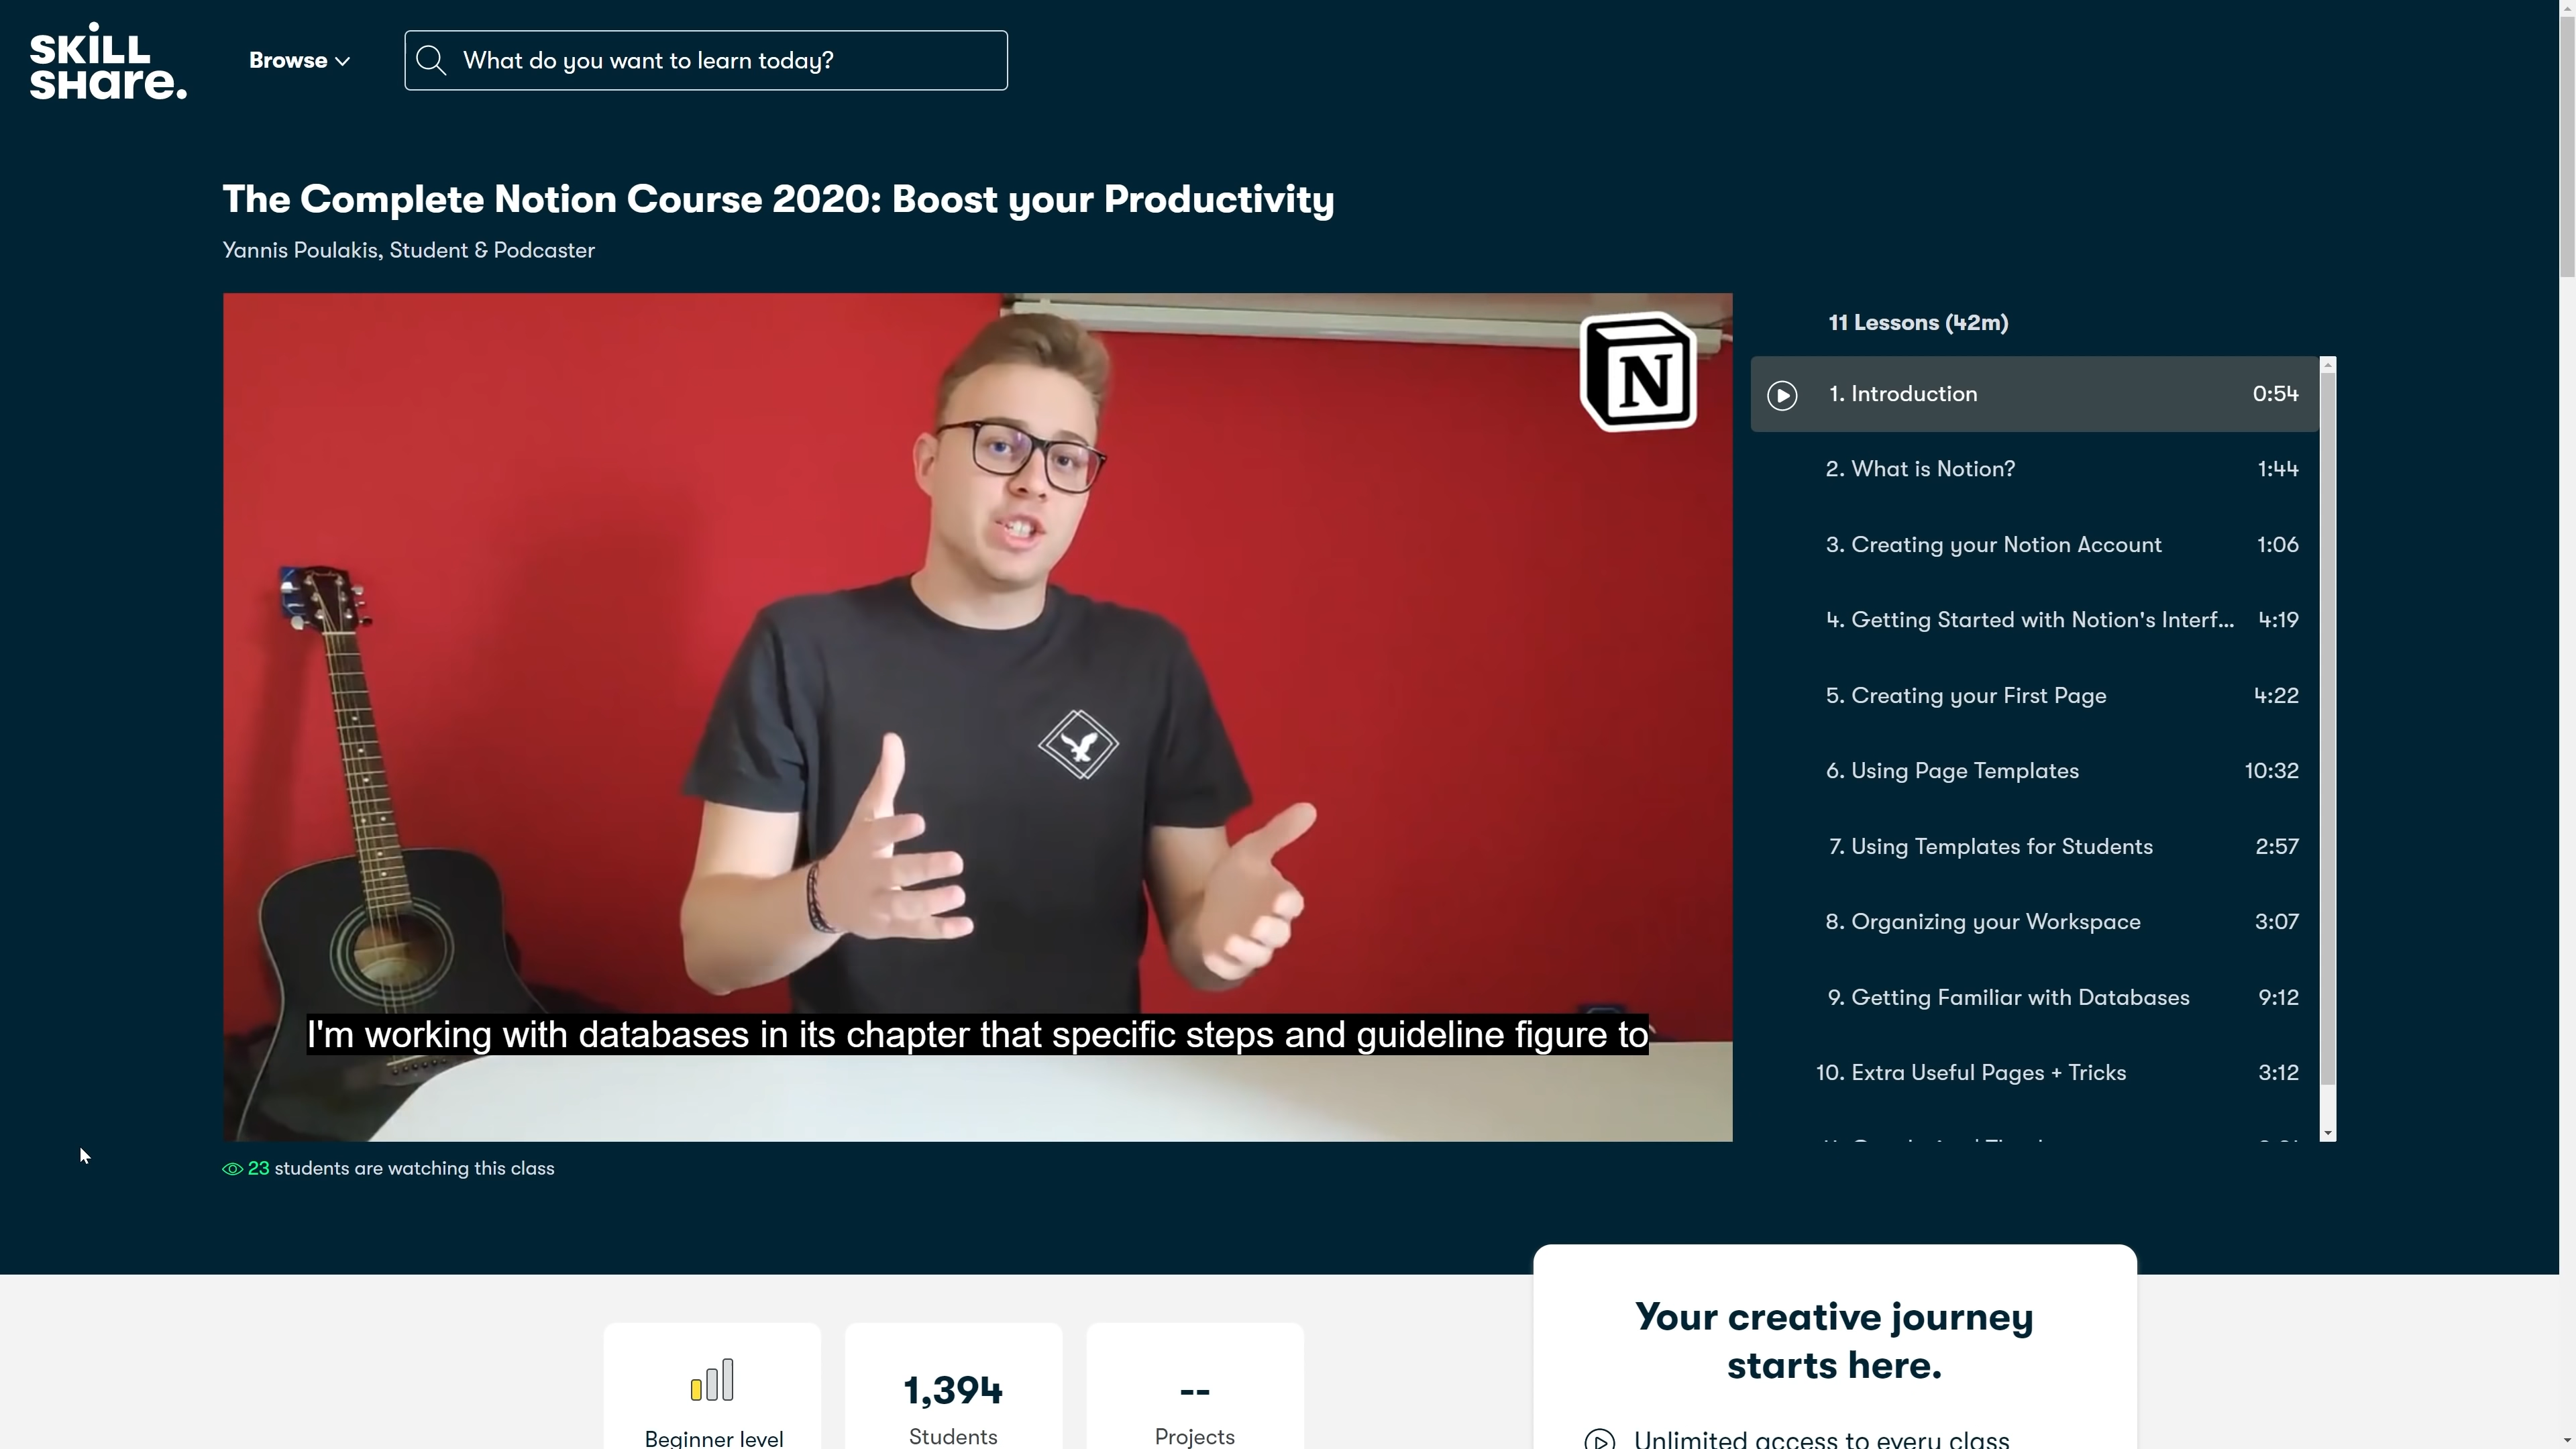 SKILL
SHare.
Browse
What do you want to learn today?
The Complete Notion Course 2020: Boost your Productivity
Yannis Poulakis, Student & Podcaster
N
I'm working with databases in its chapter that specific steps and guideline figure to
11 Lessons (42m)
1. Introduction 0:54
2. What is Notion? 1:44
3. Creating your Notion Account 1:06
4. Getting Started with Notion's Interf... 4:19
5. Creating your First Page 4:22
6. Using Page Templates 10:32
7. Using Templates for Students 2:57
8. Organizing your Workspace 3:07
9. Getting Familiar with Databases 9:12
10. Extra Useful Pages + Tricks 3:12
23 students are watching this class
Beginner level
1,394
Students
--
Projects
Your creative journey
starts here.
Unlimited access to every class